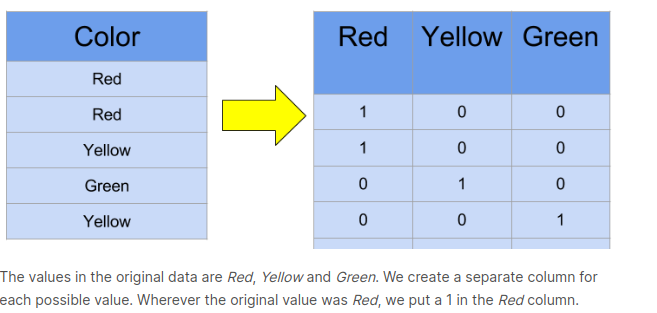 Color
Red
Red
Yellow
Green
Yellow
Red Yellow Green
1 0 0
1 0 0
0 1 0
0 0 1
The values in the original data are Red, Yellow and Green. We create a separate column for
each possible value. Wherever the original value was Red, we put a 1 in the Red column.